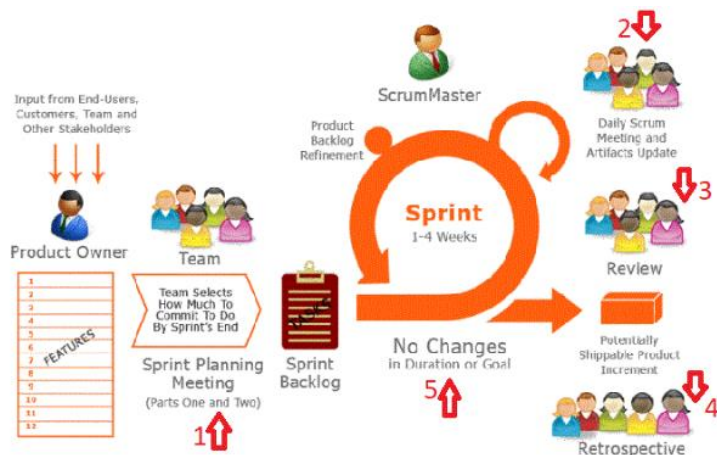 Input from End-Users,
Customers, Team and
Other Stakeholders
Product Owner
1
2
3
4
5
6
7
8
9
10
11
12
FEATURES
Team
Team Selects
How Much To
Commit To Do
By Sprint's End
Sprint Planning
Meeting
(Parts One and Two)
1
Sprint
Backlog
Product
Backlog
Refinement
ScrumMaster
Sprint
1-4 Weeks
No Changes
in Duration or Goal
5
2
Daily Scrum
Meeting and
Artifacts Update
3
Review
Potentially
Shippable Product
Increment
4
Retrospective